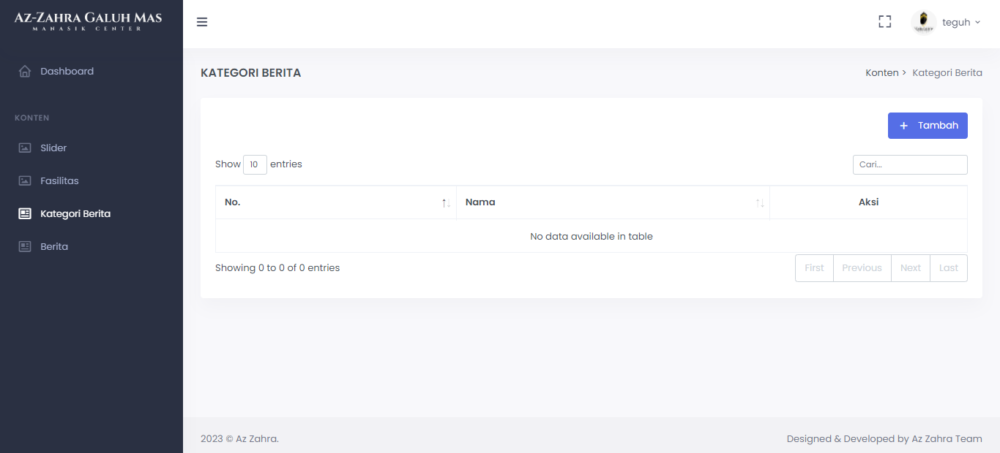 AZ-ZAHRA GALUH MAS
MANASIK CENTER
teguh
Dashboard
KONTEN
Slider
Fasilitas
Kategori Berita
Berita
KATEGORI BERITA
Konten > Kategori Berita
+ Tambah
Show 10 entries
Cari...
No. Nama Aksi
No data available in table
Showing 0 to 0 of 0 entries
First Previous Next Last
2023 © Az Zahra.
Designed & Developed by Az Zahra Team